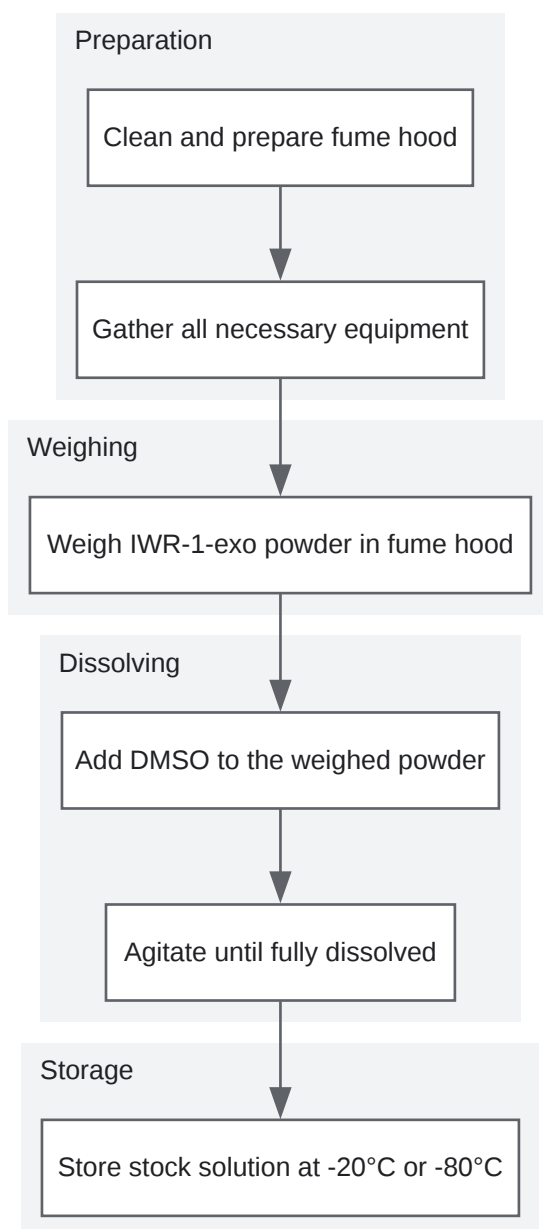 Preparation
Clean and prepare fume hood
Gather all necessary equipment
Weighing
Weigh IWR-1-exo powder in fume hood
Dissolving
Add DMSO to the weighed powder
Agitate until fully dissolved
Storage
Store stock solution at -20°C or -80°C